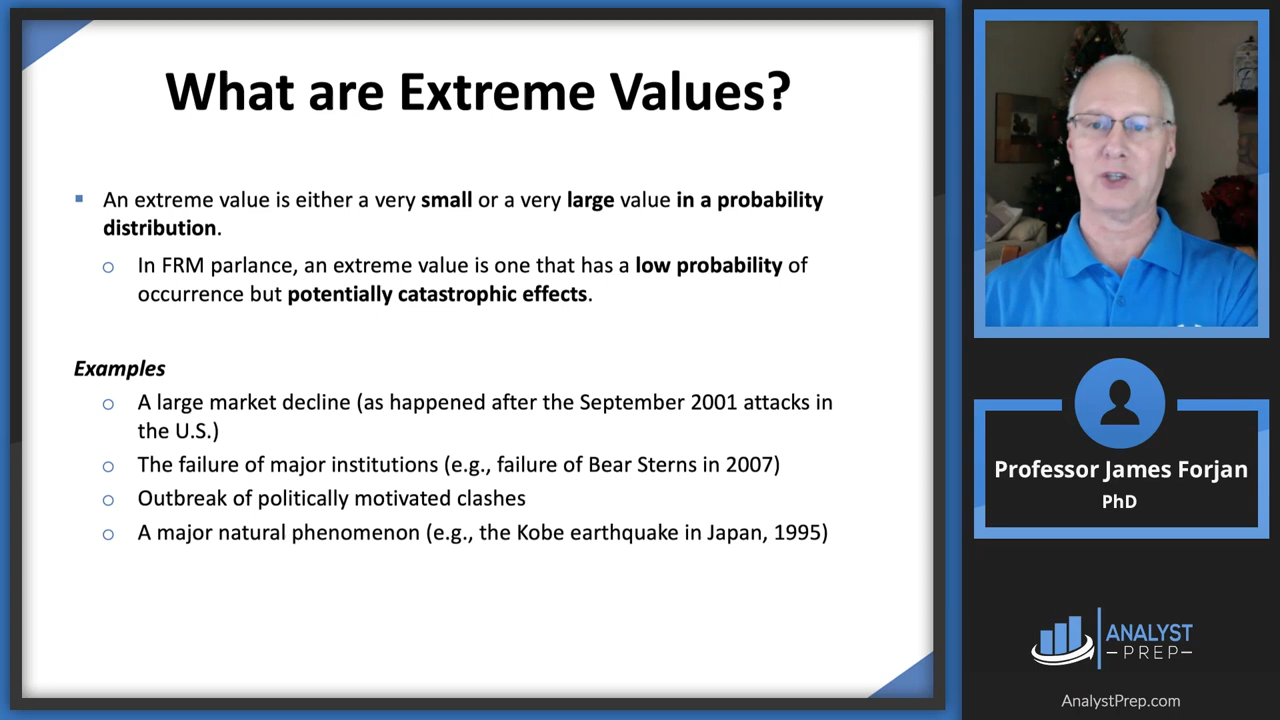 What are Extreme Values?
▪ An extreme value is either a very small or a very large value in a probability
distribution.
○ In FRM parlance, an extreme value is one that has a low probability of
occurrence but potentially catastrophic effects.
Examples
○ A large market decline (as happened after the September 2001 attacks in
the U.S.)
○ The failure of major institutions (e.g., failure of Bear Sterns in 2007)
○ Outbreak of politically motivated clashes
○ A major natural phenomenon (e.g., the Kobe earthquake in Japan, 1995)
Professor James Forjan
PhD
ANALYST
PREP
AnalystPrep.com